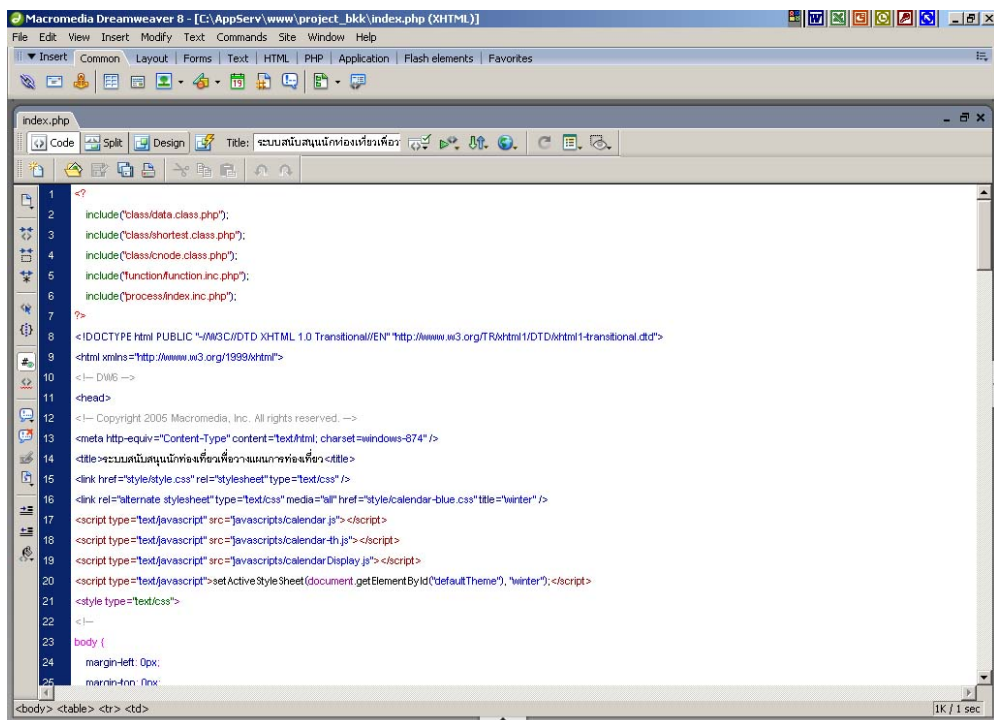 Macromedia Dreamweaver 8 - [C:\AppServ\www\project_bkk\index.php (XHTML)]
File Edit View Insert Modify Text Commands Site Window Help
▼ Insert Common Layout Forms Text HTML PHP Application Flash elements Favorites
index.php
Code Split Design Title: ระบบสนับสนุนนักท่องเที่ยวเพื่อว
1 <?
2 include("class/data.class.php");
3 include("class/shortest.class.php");
4 include("class/cnode.class.php");
5 include("function/function.inc.php");
6 include("process/index.inc.php");
7 ?>
8 <!DOCTYPE html PUBLIC "-//W3C//DTD XHTML 1.0 Transitional//EN" "http://www.w3.org/TR/xhtml1/DTD/xhtml1-transitional.dtd">
9 <html xmlns="http://www.w3.org/1999/xhtml">
10 <!-- DW6 -->
11 <head>
12 <!-- Copyright 2005 Macromedia, Inc. All rights reserved. -->
13 <meta http-equiv="Content-Type" content="text/html; charset=windows-874" />
14 <title>ระบบสนับสนุนนักท่องเที่ยวเพื่อวางแผนการท่องเที่ยว</title>
15 <link href="style/style.css" rel="stylesheet" type="text/css" />
16 <link rel="alternate stylesheet" type="text/css" media="all" href="style/calendar-blue.css" title="winter" />
17 <script type="text/javascript" src="javascripts/calendar.js"></script>
18 <script type="text/javascript" src="javascripts/calendar-th.js"></script>
19 <script type="text/javascript" src="javascripts/calendarDisplay.js"></script>
20 <script type="text/javascript">setActiveStyleSheet(document.getElementById("defaultTheme"), "winter");</script>
21 <style type="text/css">
22 <!--
23 body {
24 margin-left: 0px;
25 margin-top: 0px;
<body> <table> <tr> <td>
1K / 1 sec